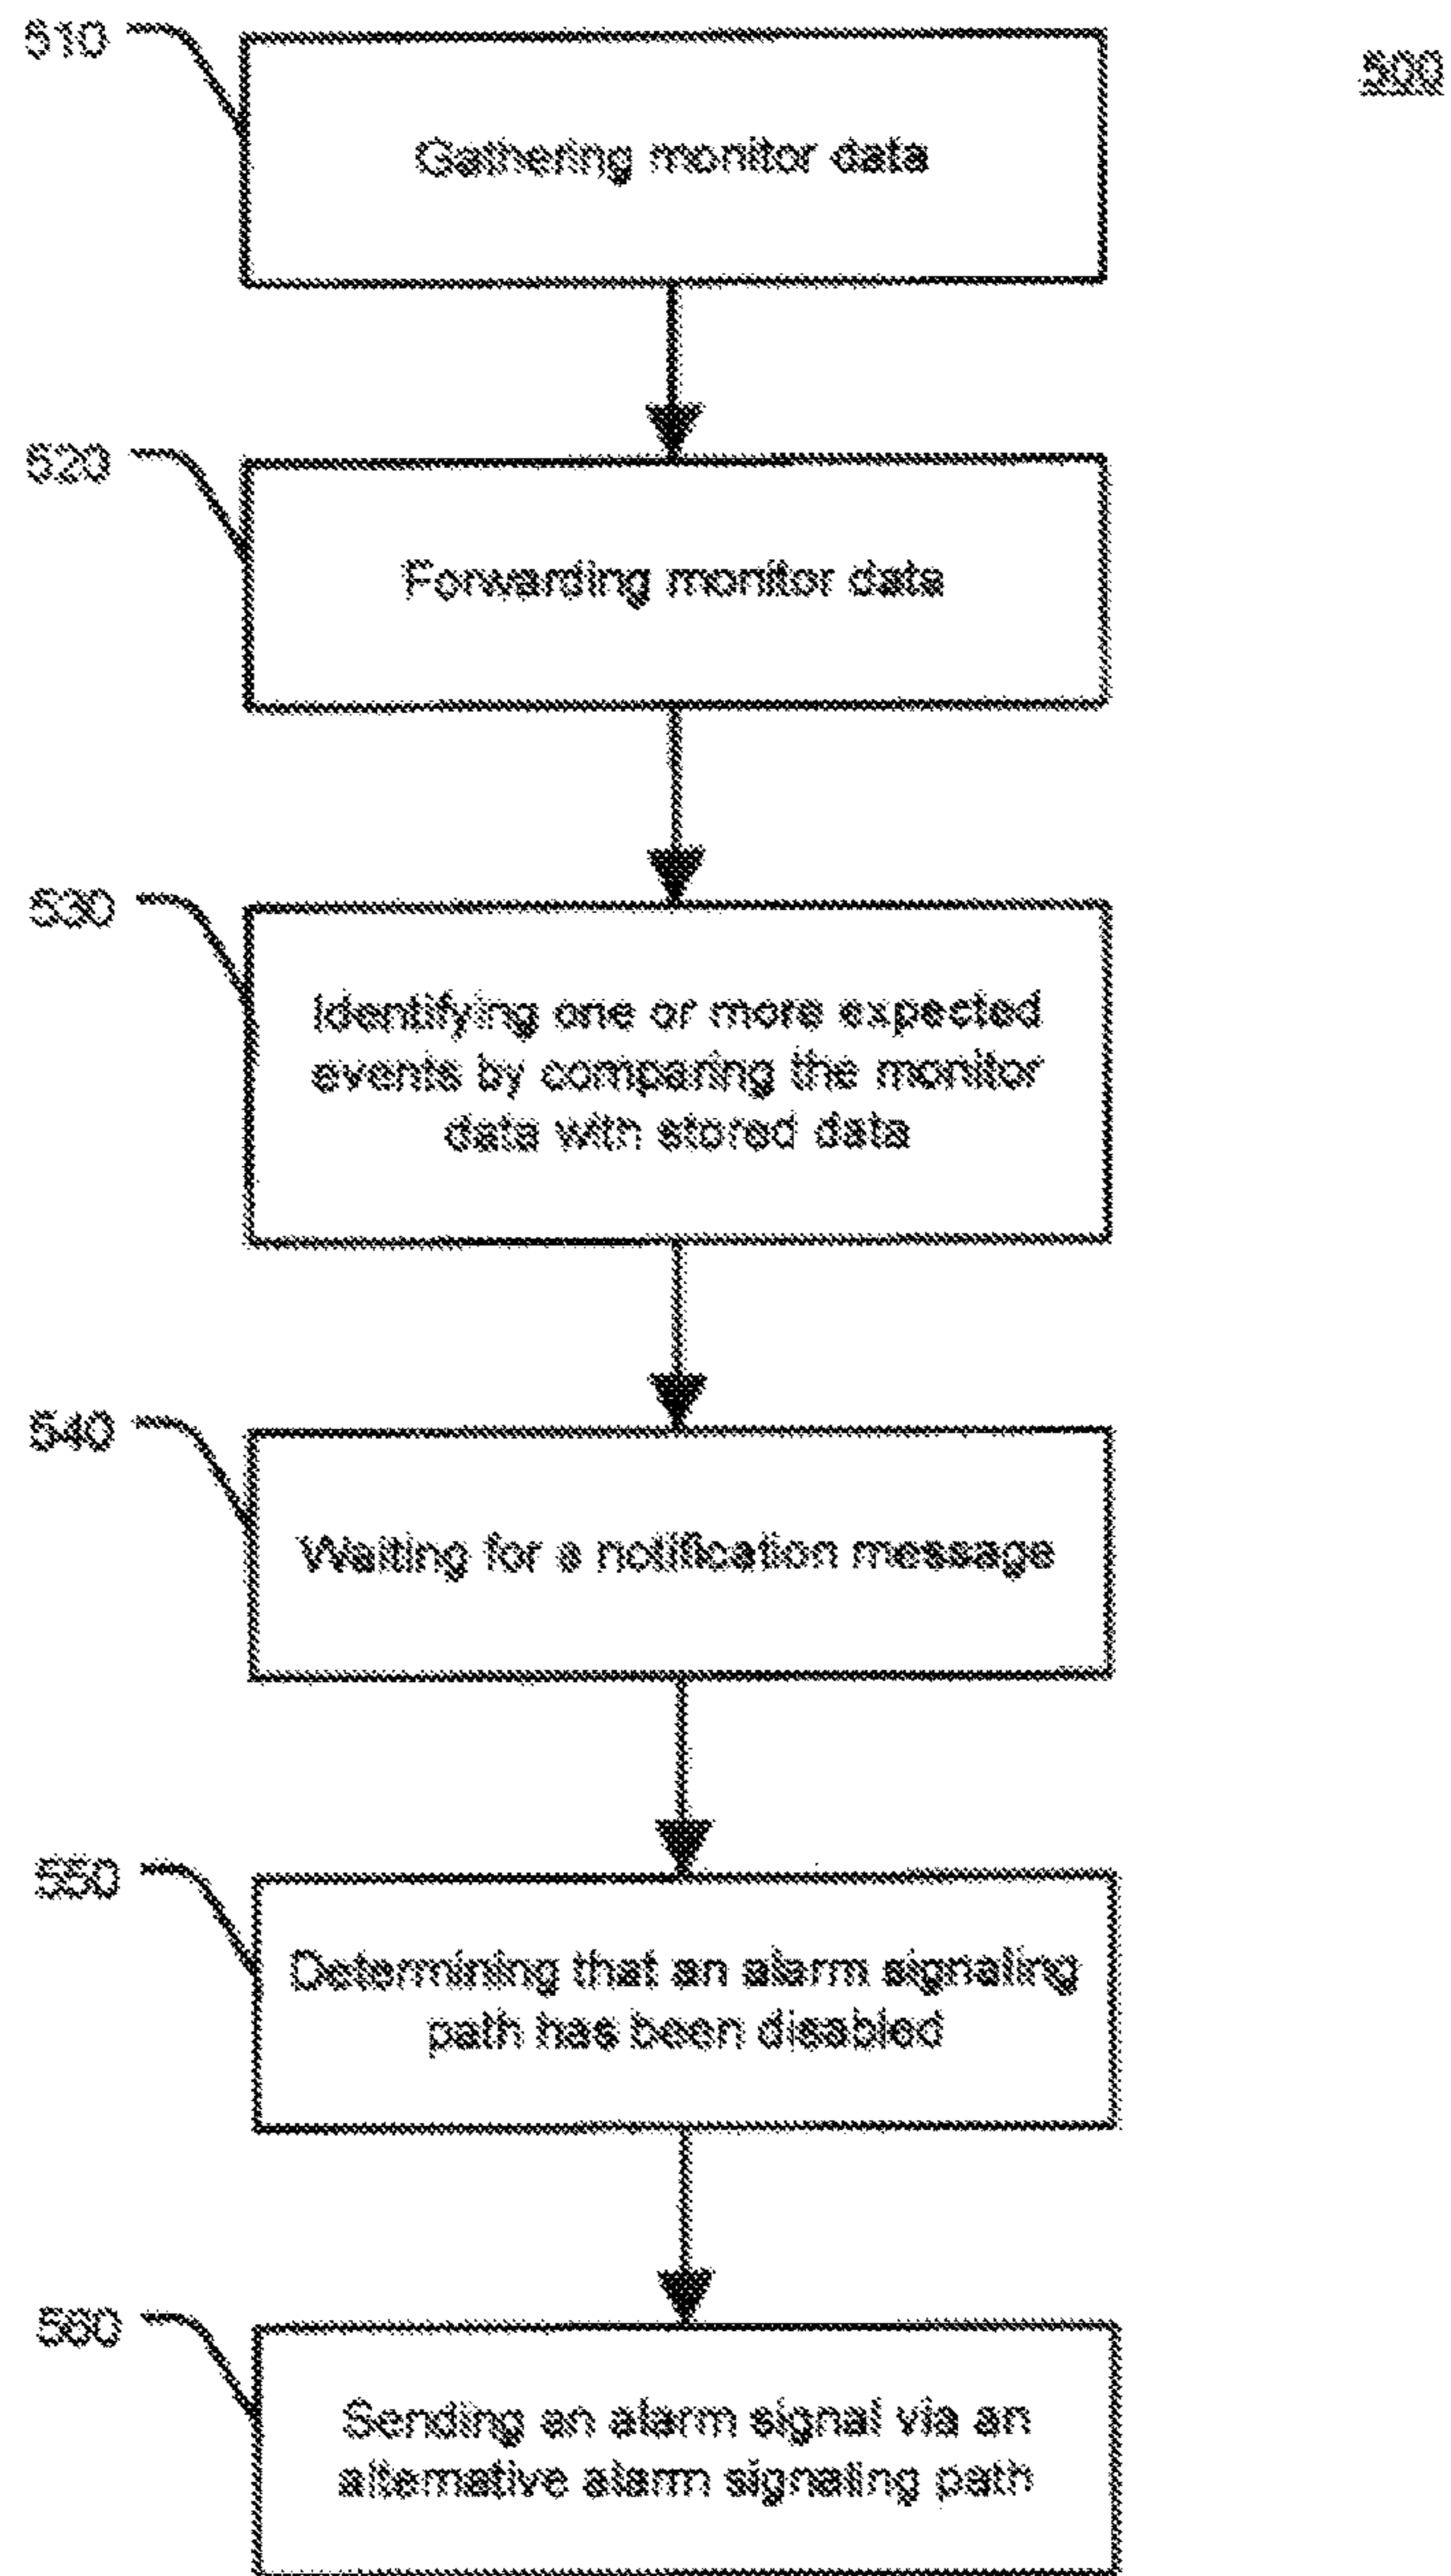 510
500
Gathering monitor data
520
Forwarding monitor data
530
Identifying one or more expected
events by comparing the monitor
data with stored data
540
Waiting for a notification message
550
Determining that an alarm signaling
path has been disabled
560
Sending an alarm signal via an
alternative alarm signaling path